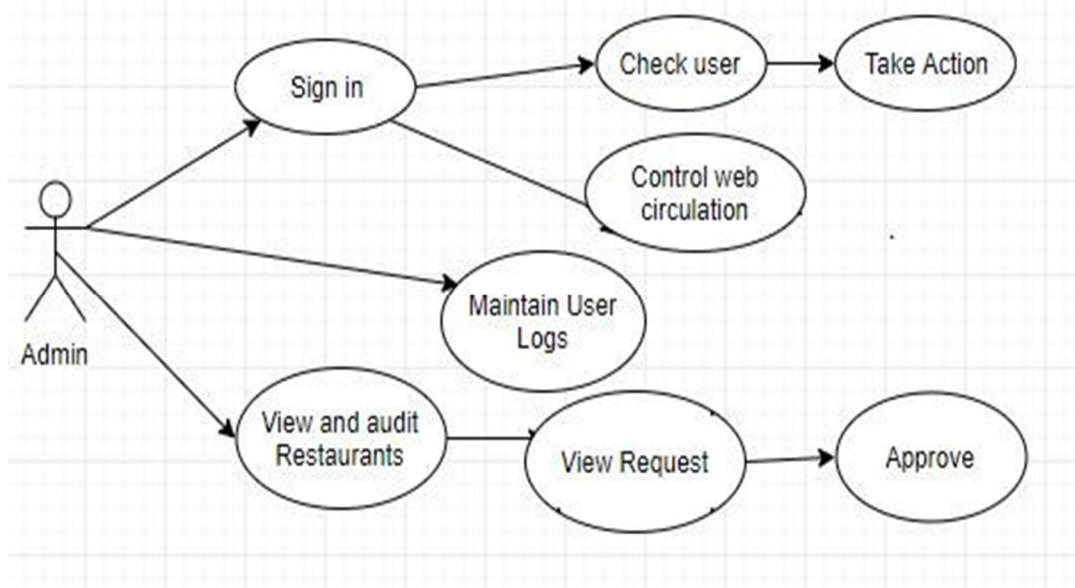 Sign in
Check user
Take Action
Control web
circulation
Maintain User
Logs
Admin
View and audit
Restaurants
View Request
Approve